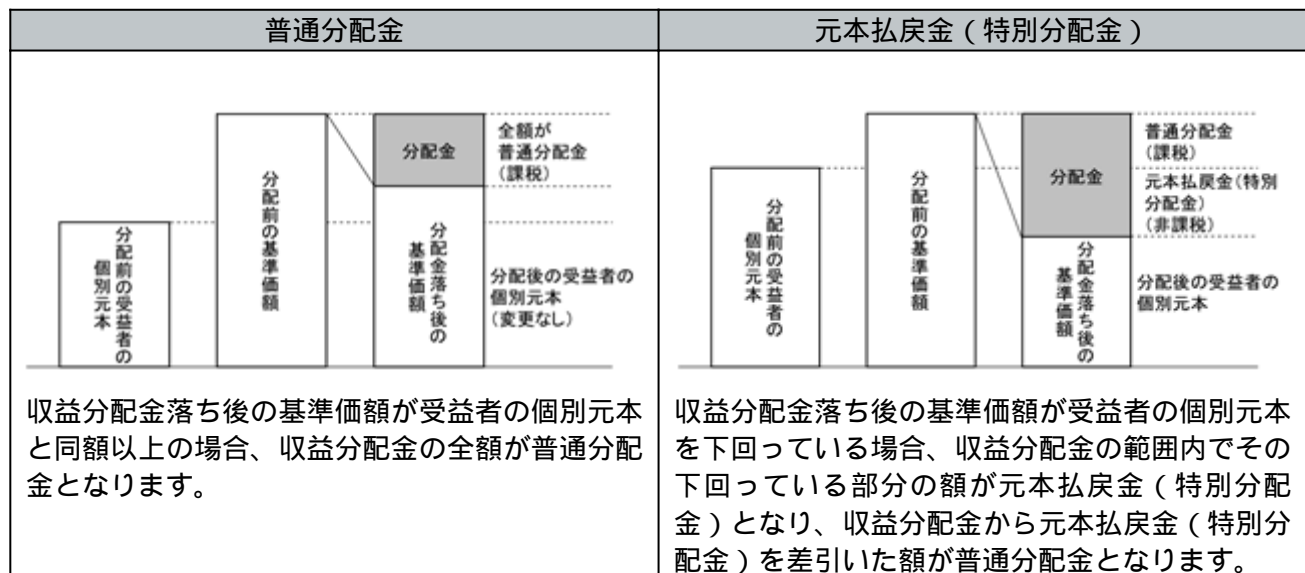 普通分配金
分配前の受益者の
個別元本
分配前の基準価額
分配金
分配金落ち後の
基準価額
全額が
普通分配金
(課税)
分配後の受益者の
個別元本
(変更なし)
収益分配金落ち後の基準価額が受益者の個別元本
と同額以上の場合、収益分配金の全額が普通分配
金となります。
元本払戻金（特別分配金）
分配前の受益者の
個別元本
分配前の基準価額
分配金
分配金落ち後の
基準価額
普通分配金
(課税)
元本払戻金(特別
分配金)
(非課税)
分配後の受益者の
個別元本
収益分配金落ち後の基準価額が受益者の個別元本
を下回っている場合、収益分配金の範囲内でその
下回っている部分の額が元本払戻金（特別分配
金）となり、収益分配金から元本払戻金（特別分
配金）を差引いた額が普通分配金となります。